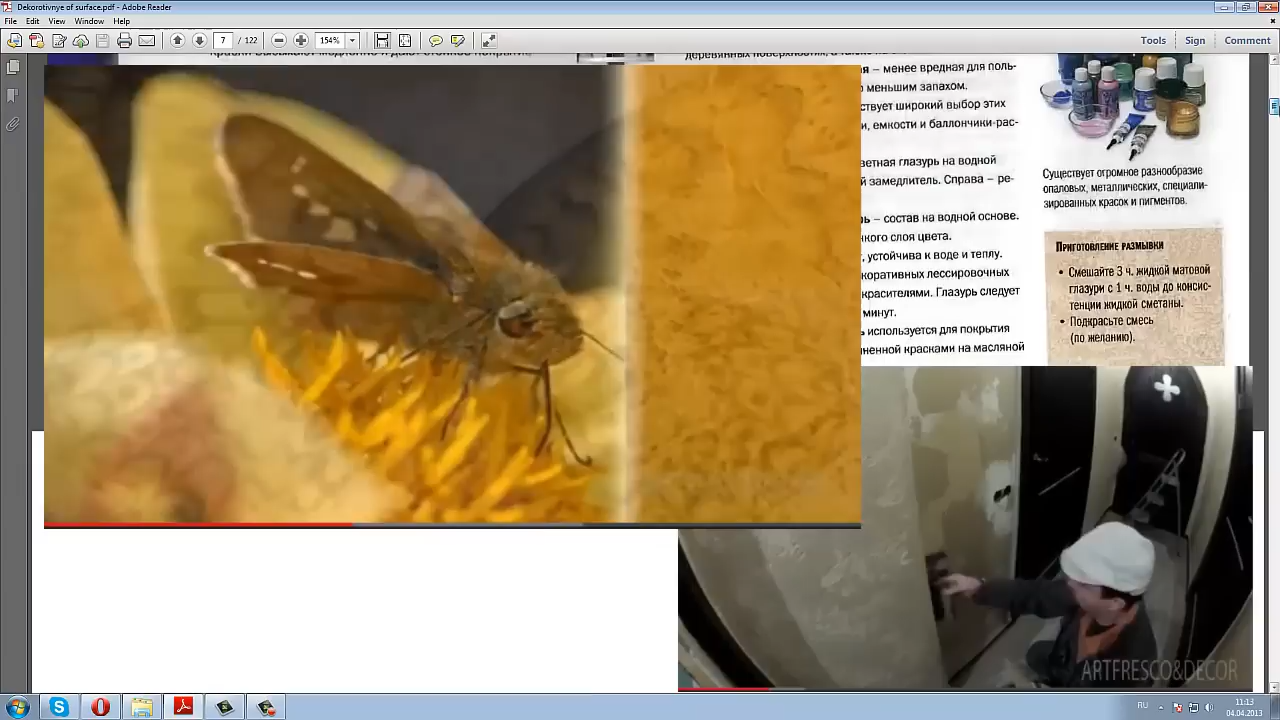 Dekorotivnye of surface.pdf - Adobe Reader
File Edit View Window Help
7 / 122 154% Tools Sign Comment
деревянных поверхностях, а также
ея – менее вредная для поль-
меньшим запахом.
ствует широкий выбор этих
и, емкости и баллончики-рас-
ветная глазурь на водной
й замедлитель. Справа – ре-
рь – состав на водной основе.
нкого слоя цвета.
, устойчива к воде и теплу.
коративных лессировочных
красителями. Глазурь следует
минут.
ь используется для покрытия
ненной красками на масляной
Существует огромное разнообразие
опаловых, металлических, специали-
зированных красок и пигментов.
Приготовление размывки
• Смешайте 3 ч. жидкой матовой
глазури с 1 ч. воды до консис-
тенции жидкой сметаны.
• Подкрасьте смесь
(по желанию).
ARTFRESCO&DECOR
RU 11:13
04.04.2013